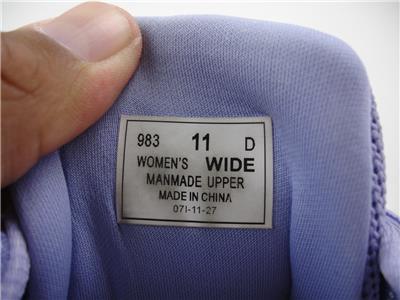 983 11 D
WOMEN'S WIDE
MANMADE UPPER
MADE IN CHINA
07I-11-27